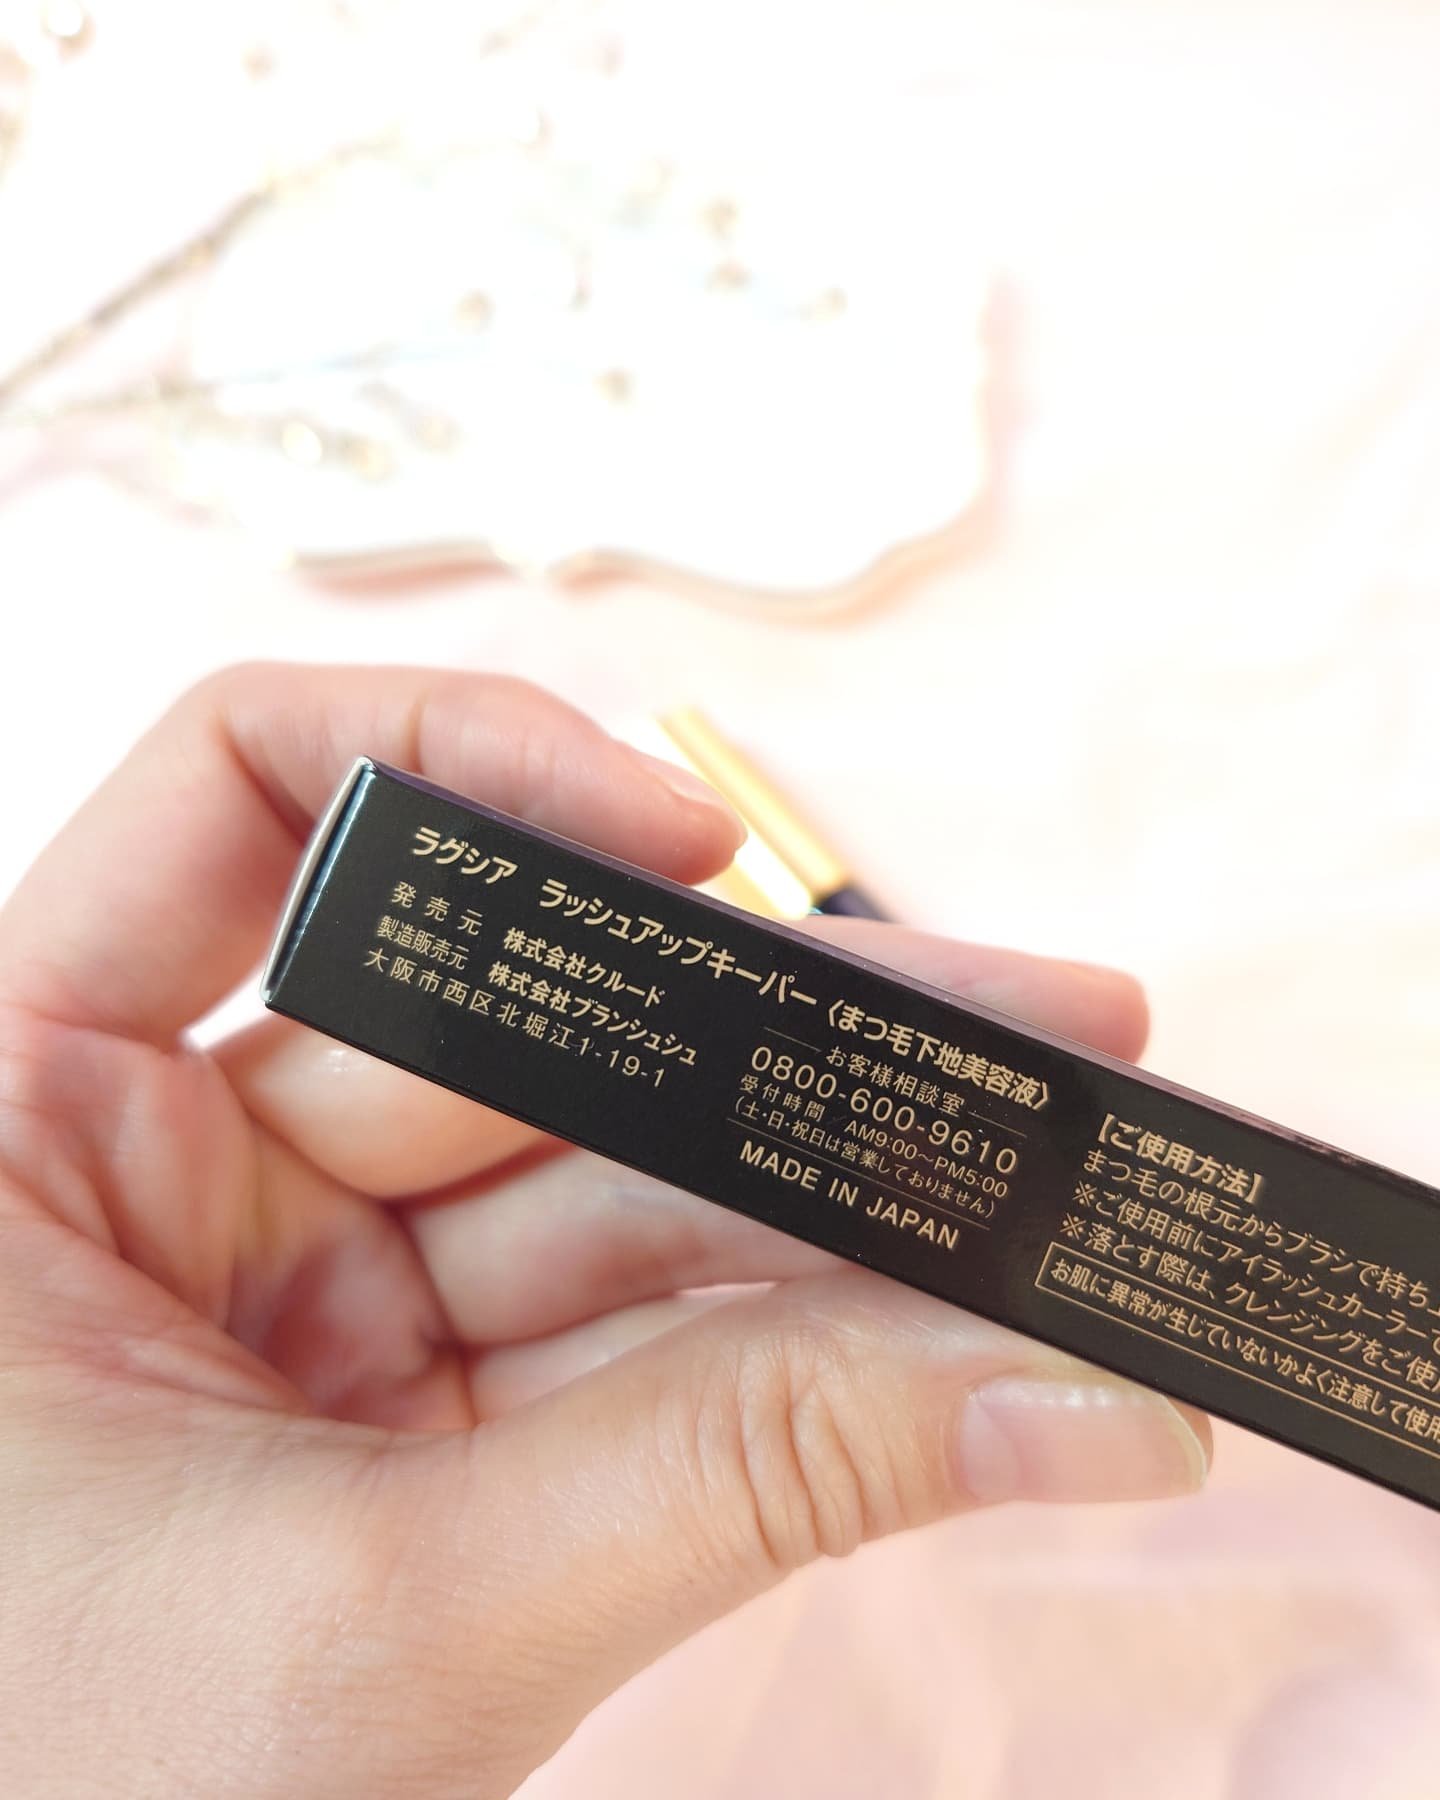 ラグシア ラッシュアップキーパー〈まつ毛下地美容液〉
発売元 株式会社クルード
製造販売元 株式会社ブランシュシュ
大阪市西区北堀江1-19-1
お客様相談室
0800-600-9610
受付時間/AM9:00〜PM5:00
(土・日・祝日は営業しておりません)
MADE IN JAPAN
【ご使用方法】
まつ毛の根元からブラシで持ち上
※ご使用前にアイラッシュカーラーで
※落とす際は、クレンジングをご使用
お肌に異常が生じていないかよく注意して使用